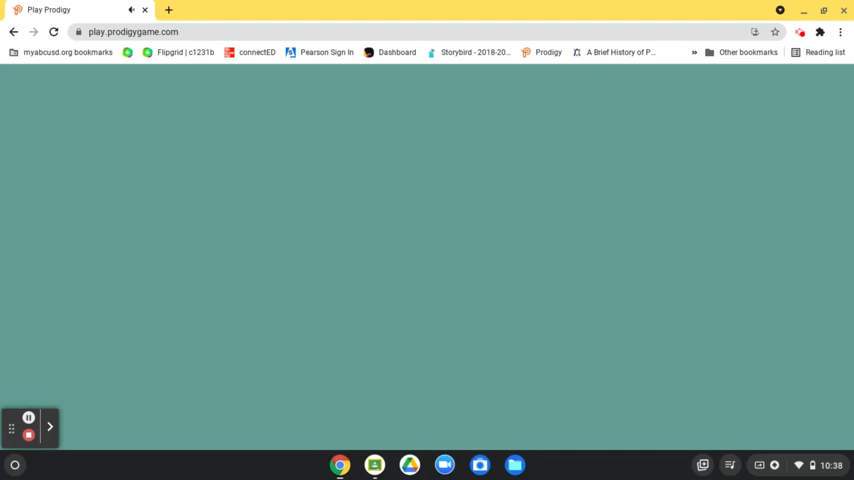 Play Prodigy
play.prodigygame.com
myabcusd.org bookmarks
Flipgrid | c1231b
connectED
Pearson Sign In
Dashboard
Storybird - 2018-20...
Prodigy
A Brief History of P...
»
Other bookmarks
Reading list
10:38